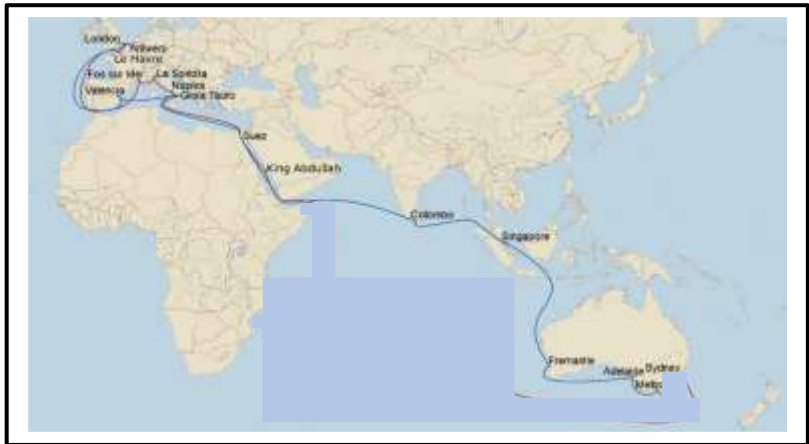 London
Antwerp
Le Havre
Fos sur Mer
La Spezia
Naples
Valencia
Gioia Tauro
Suez
King Abdullah
Colombo
Singapore
Fremantle
Adelaide
Sydney
Melbo